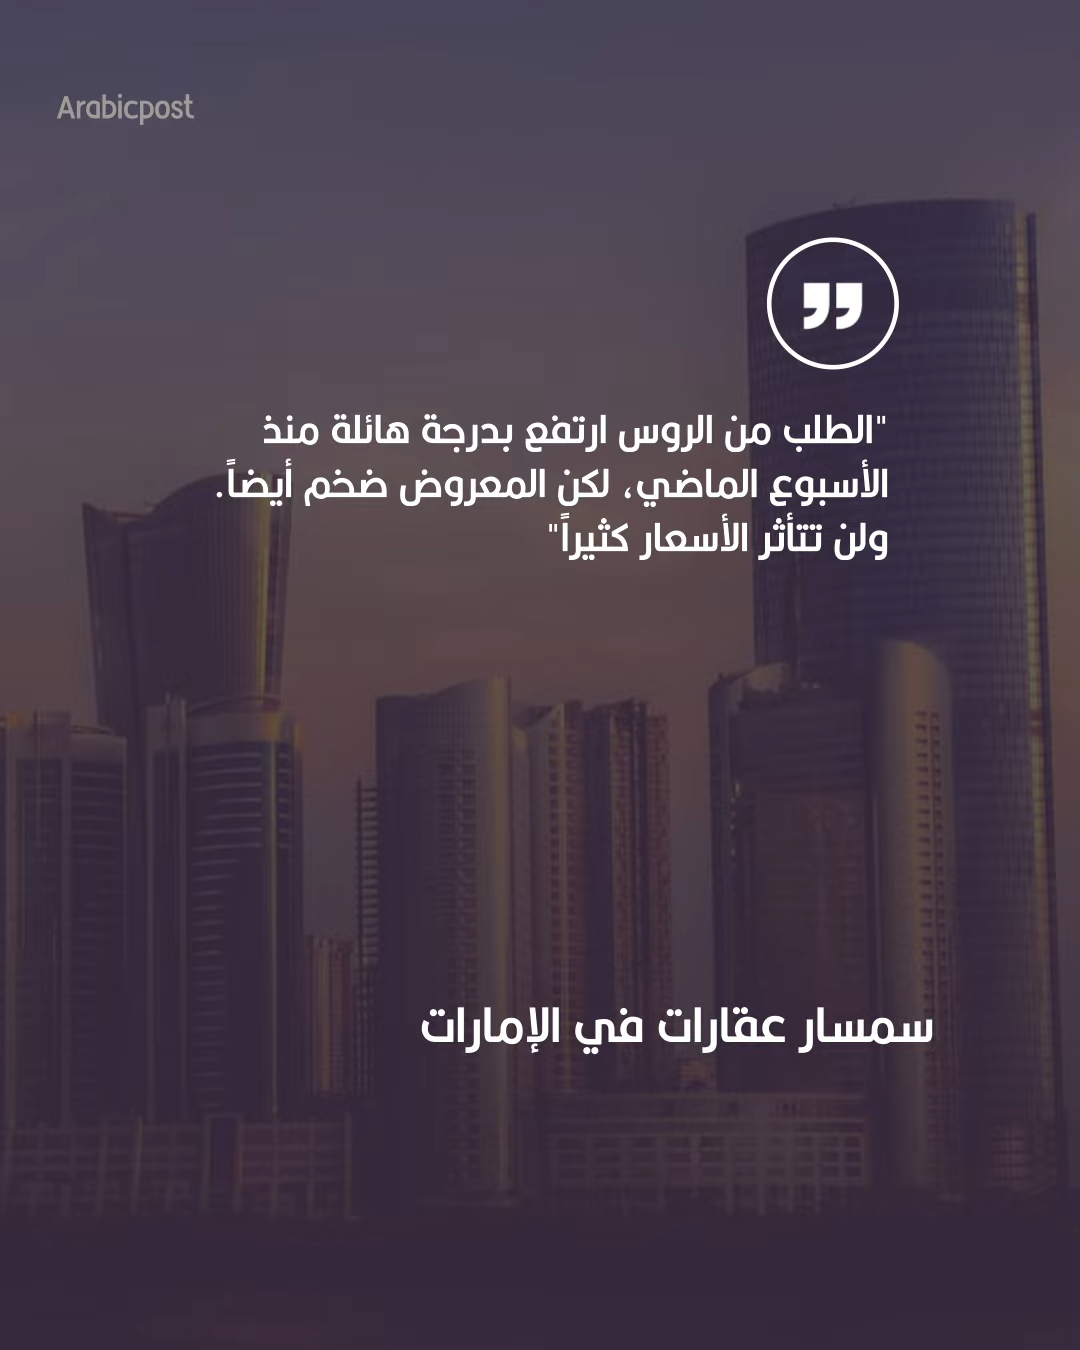 Arabicpost
"الطلب من الروس ارتفع بدرجة هائلة منذ
الأسبوع الماضي، لكن المعروض ضخم أيضاً.
ولن تتأثر الأسعار كثيراً"
سمسار عقارات في الإمارات